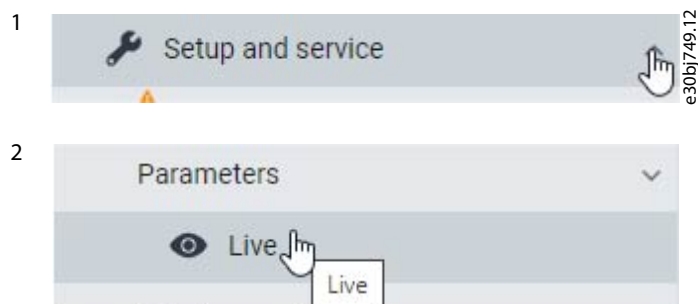 1
Setup and service
e30bj749.12
2
Parameters
Live
Live